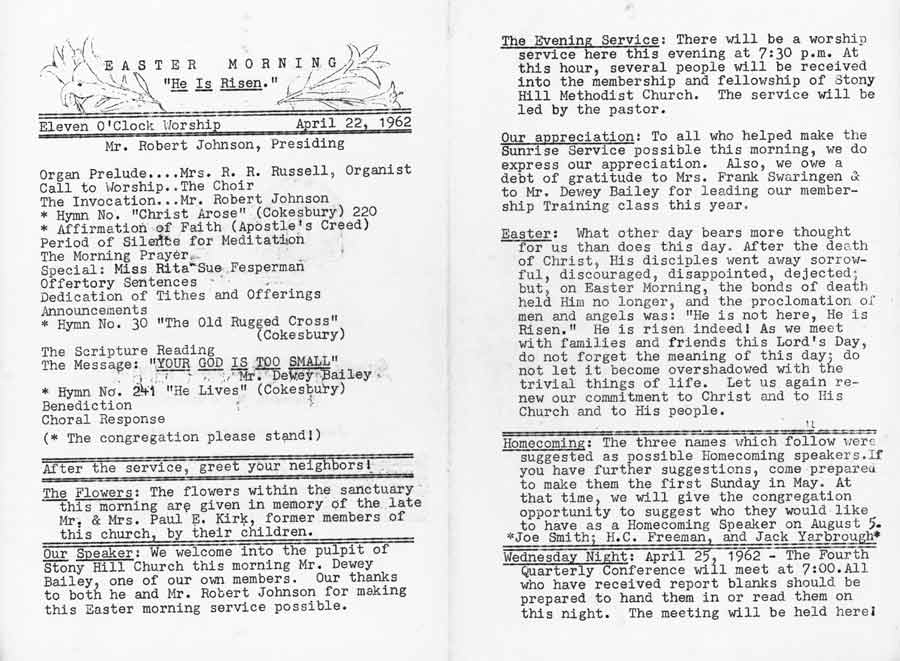 EASTER MORNING
"He Is Risen."
Eleven O'Clock Worship April 22, 1962
Mr. Robert Johnson, Presiding
Organ Prelude....Mrs. R. R. Russell, Organist
Call to Worship..The Choir
The Invocation...Mr. Robert Johnson
* Hymn No. "Christ Arose" (Cokesbury) 220
* Affirmation of Faith (Apostle's Creed)
Period of Silence for Meditation
The Morning Prayer
Special: Miss Rita Sue Fesperman
Offertory Sentences
Dedication of Tithes and Offerings
Announcements
* Hymn No. 30 "The Old Rugged Cross"
(Cokesbury)
The Scripture Reading
The Message: "YOUR GOD IS TOO SMALL"
Mr. Dewey Bailey
* Hymn No. 241 "He Lives" (Cokesbury)
Benediction
Choral Response
(* The congregation please stand!)
After the service, greet your neighbors!
The Flowers: The flowers within the sanctuary
this morning are given in memory of the late
Mr. & Mrs. Paul E. Kirk, former members of
this church, by their children.
Our Speaker: We welcome into the pulpit of
Stony Hill Church this morning Mr. Dewey
Bailey, one of our own members. Our thanks
to both he and Mr. Robert Johnson for making
this Easter morning service possible.
The Evening Service: There will be a worship
service here this evening at 7:30 p.m. At
this hour, several people will be received
into the membership and fellowship of Stony
Hill Methodist Church. The service will be
led by the pastor.
Our appreciation: To all who helped make the
Sunrise Service possible this morning, we do
express our appreciation. Also, we owe a
debt of gratitude to Mrs. Frank Swaringen &
to Mr. Dewey Bailey for leading our member-
ship Training class this year.
Easter: What other day bears more thought
for us than does this day. After the death
of Christ, His disciples went away sorrow-
ful, discouraged, disappointed, dejected;
but, on Easter Morning, the bonds of death
held Him no longer, and the proclomation of
men and angels was: "He is not here, He is
Risen." He is risen indeed! As we meet
with families and friends this Lord's Day,
do not forget the meaning of this day; do
not let it become overshadowed with the
trivial things of life. Let us again re-
new our commitment to Christ and to His
Church and to His people.
Homecoming: The three names which follow were
suggested as possible Homecoming speakers.If
you have further suggestions, come prepared
to make them the first Sunday in May. At
that time, we will give the congregation
opportunity to suggest who they would like
to have as a Homecoming Speaker on August 5.
*Joe Smith; H.C. Freeman, and Jack Yarbrough*
Wednesday Night: April 25, 1962 - The Fourth
Quarterly Conference will meet at 7:00.All
who have received report blanks should be
prepared to hand them in or read them on
this night. The meeting will be held here!